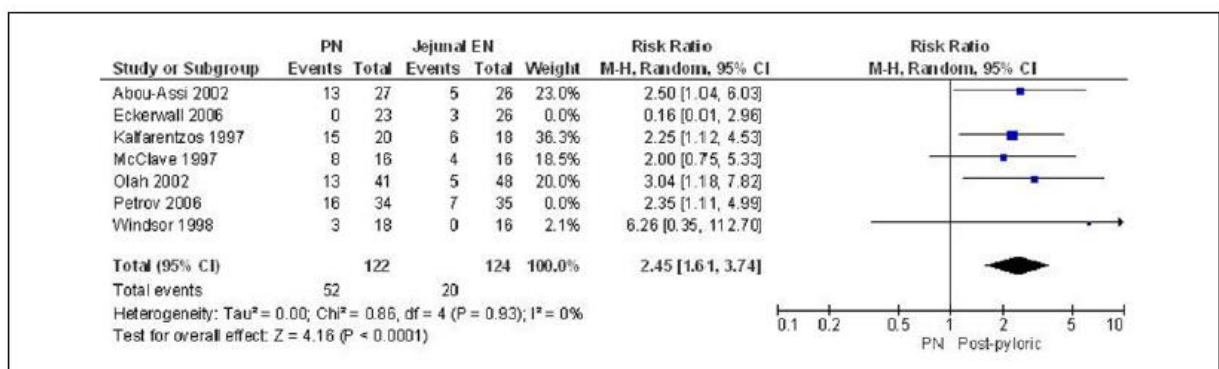 PN Jejunal EN Risk Ratio Risk Ratio
Study or Subgroup Events Total Events Total Weight M-H, Random, 95% CI M-H, Random, 95% CI
Abou-Assi 2002 13 27 5 26 23.0% 2.50 [1.04, 6.03]
Eckerwall 2006 0 23 3 26 0.0% 0.16 [0.01, 2.96]
Kalfarentzos 1997 15 20 6 18 36.3% 2.25 [1.12, 4.53]
McClave 1997 8 16 4 16 18.5% 2.00 [0.75, 5.33]
Olah 2002 13 41 5 48 20.0% 3.04 [1.18, 7.82]
Petrov 2006 16 34 7 35 0.0% 2.35 [1.11, 4.99]
Windsor 1998 3 18 0 16 2.1% 6.26 [0.35, 112.70]
Total (95% CI) 122 124 100.0% 2.45 [1.61, 3.74]
Total events 52 20
Heterogeneity: Tau² = 0.00; Chi² = 0.86, df = 4 (P = 0.93); I² = 0%
Test for overall effect: Z = 4.16 (P < 0.0001)
0.1 0.2 0.5 1 2 5 10
PN Post-pyloric